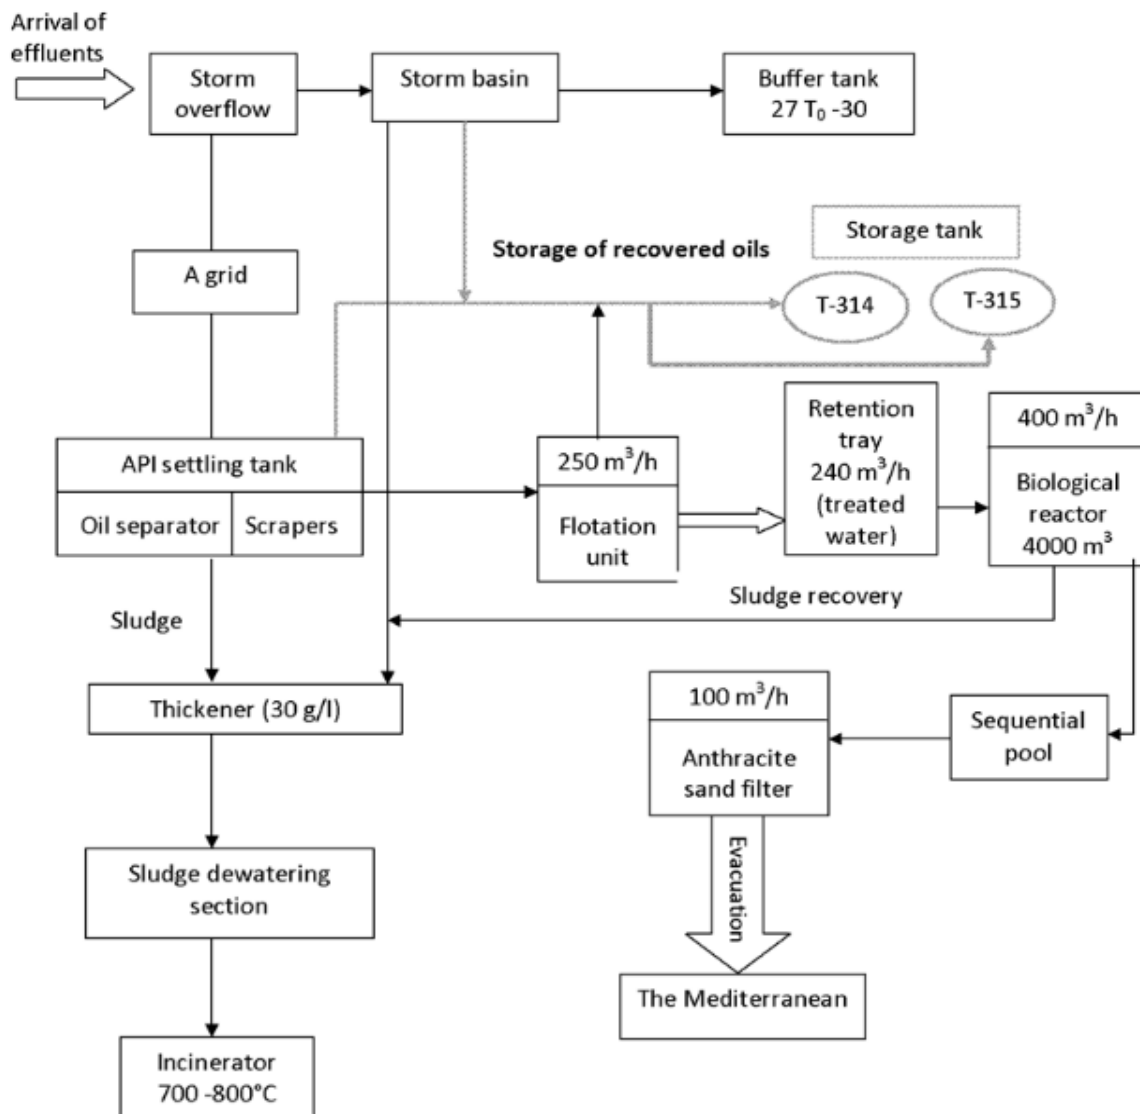 Arrival of
effluents
Storm
overflow
Storm basin
Buffer tank
27 T₀ -30
Storage tank
Storage of recovered oils
A grid
T-314
T-315
API settling tank
Oil separator
Scrapers
250 m³/h
Flotation
unit
Retention
tray
240 m³/h
(treated
water)
400 m³/h
Biological
reactor
4000 m³
Sludge recovery
Sludge
Thickener (30 g/l)
100 m³/h
Anthracite
sand filter
Sequential
pool
Evacuation
Sludge dewatering
section
The Mediterranean
Incinerator
700 -800°C